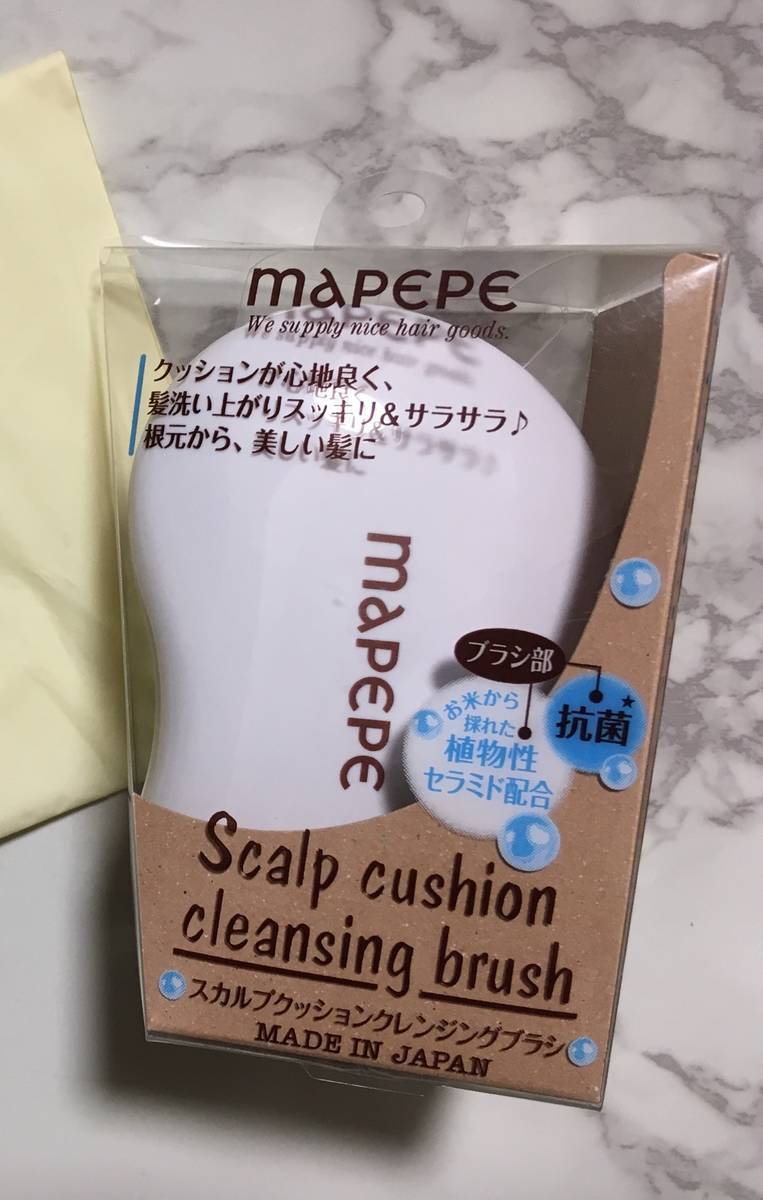 mapepe
We supply nice hair goods.
クッションが心地良く、
髪洗い上がりスッキリ&サラサラ♪
根元から、美しい髪に
mapepe
ブラシ部
抗菌★
お米から
採れた
植物性
セラミド配合
Scalp cushion
cleansing brush
スカルプクッションクレンジングブラシ
MADE IN JAPAN